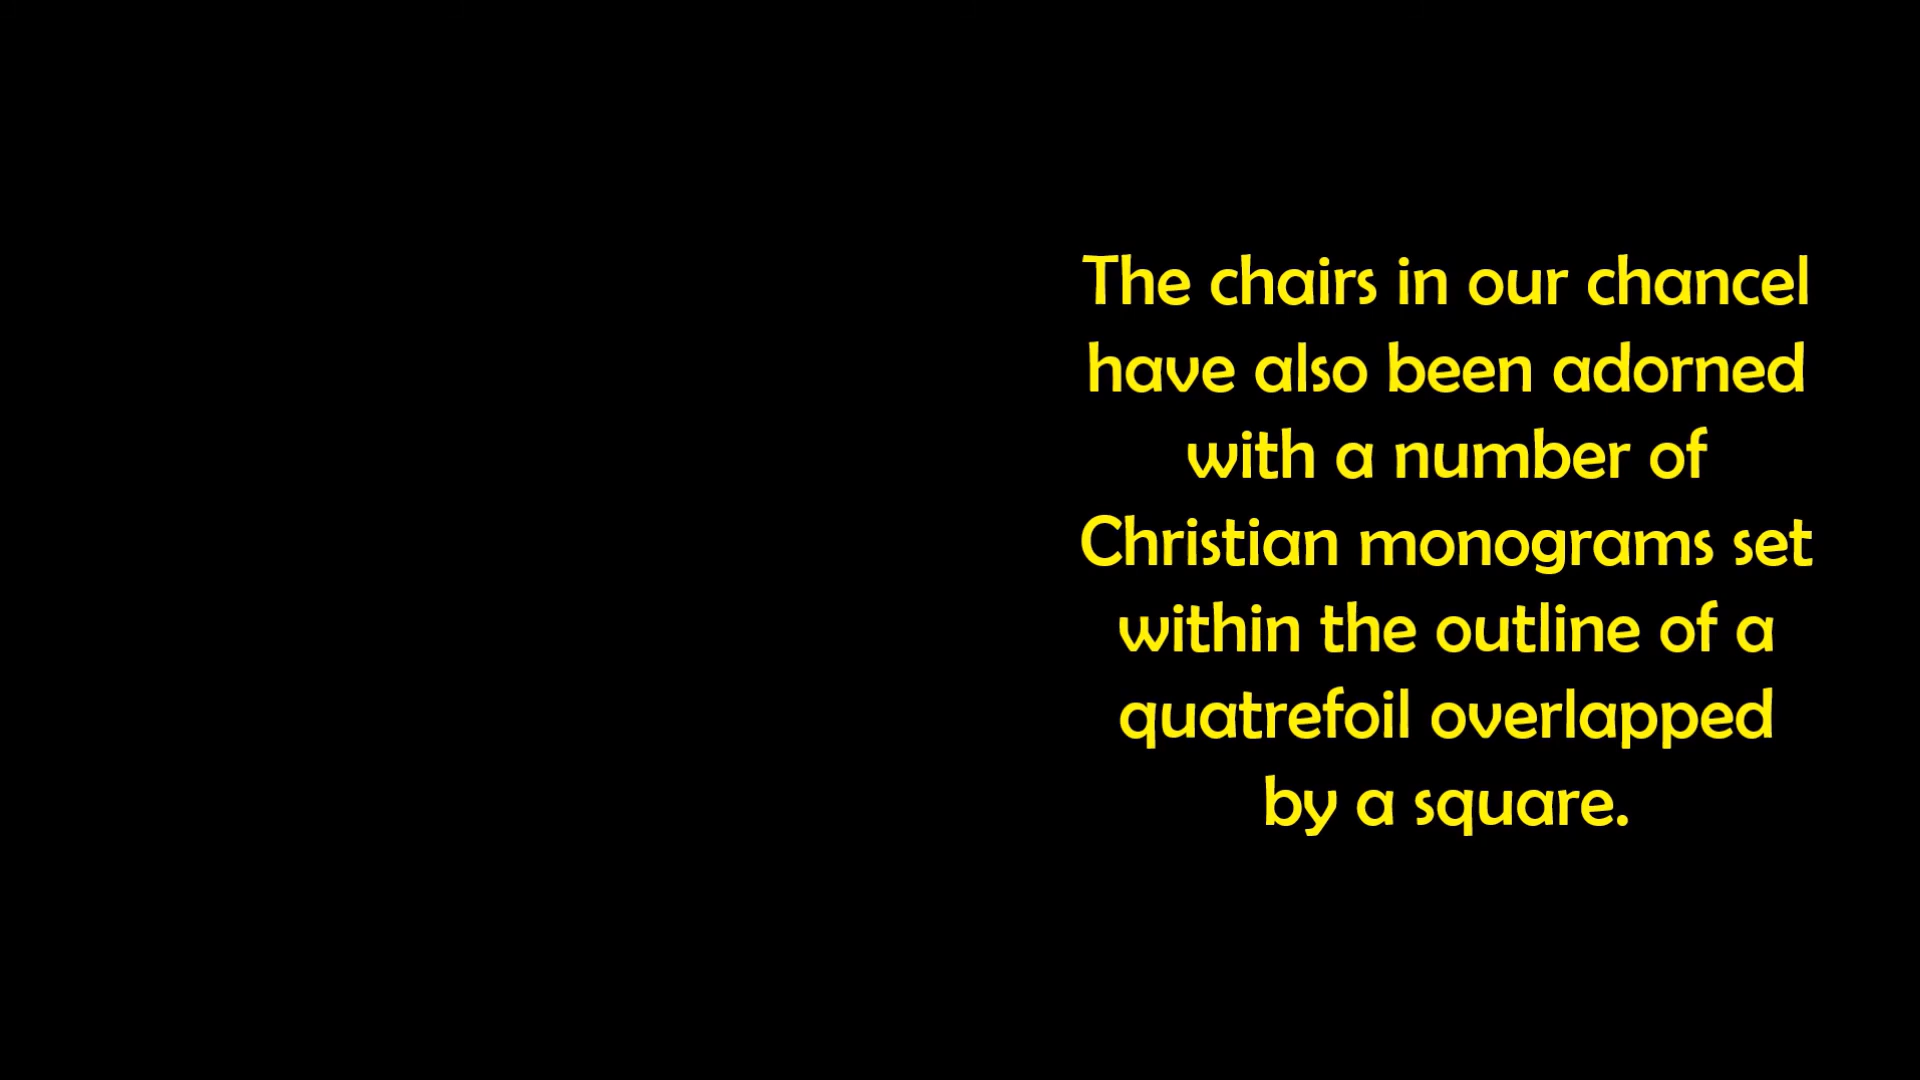 The chairs in our chancel
have also been adorned
with a number of
Christian monograms set
within the outline of a
quatrefoil overlapped
by a square.